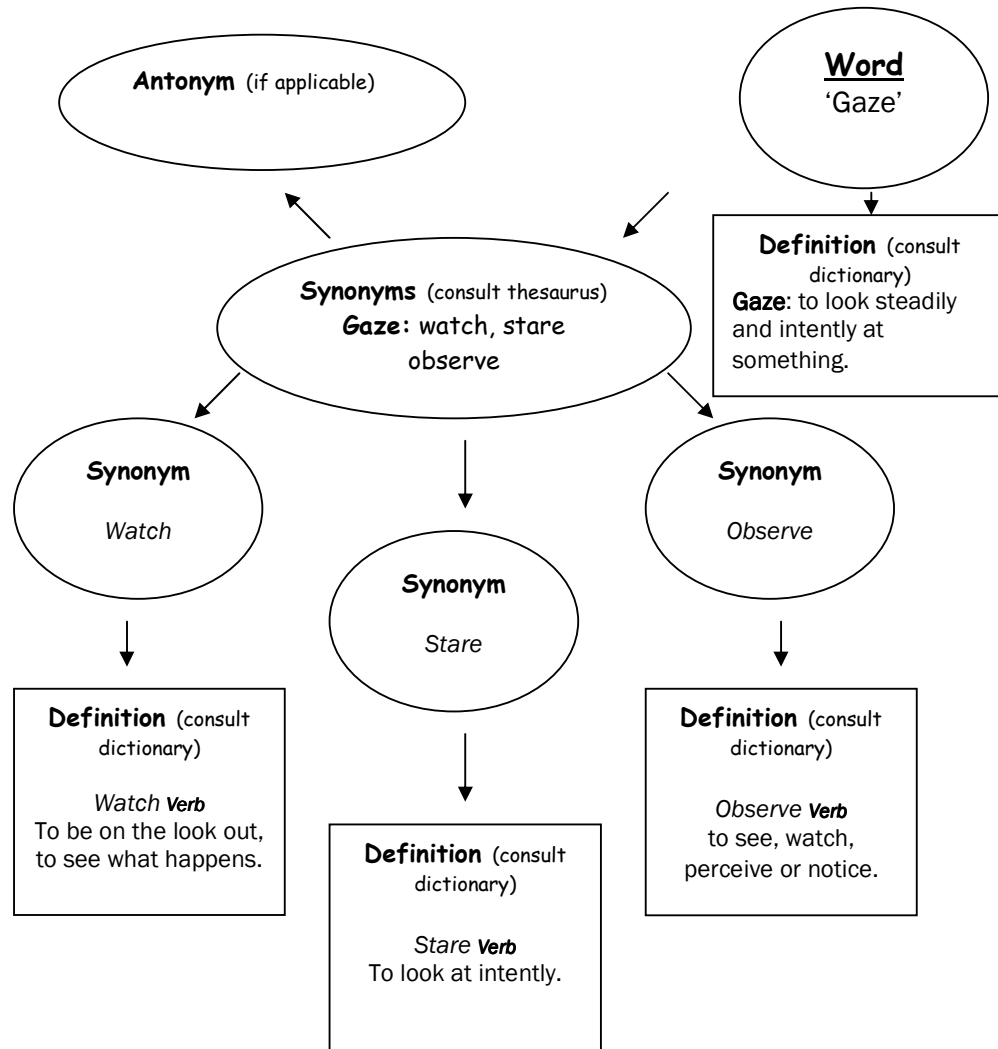 Antonym (if applicable)
Word
‘Gaze’
Definition (consult
dictionary)
Gaze: to look steadily
and intently at
something.
Synonyms (consult thesaurus)
Gaze: watch, stare
observe
Synonym
Watch
Synonym
Stare
Synonym
Observe
Definition (consult
dictionary)
Watch Verb
To be on the look out,
to see what happens.
Definition (consult
dictionary)
Stare Verb
To look at intently.
Definition (consult
dictionary)
Observe Verb
to see, watch,
perceive or notice.